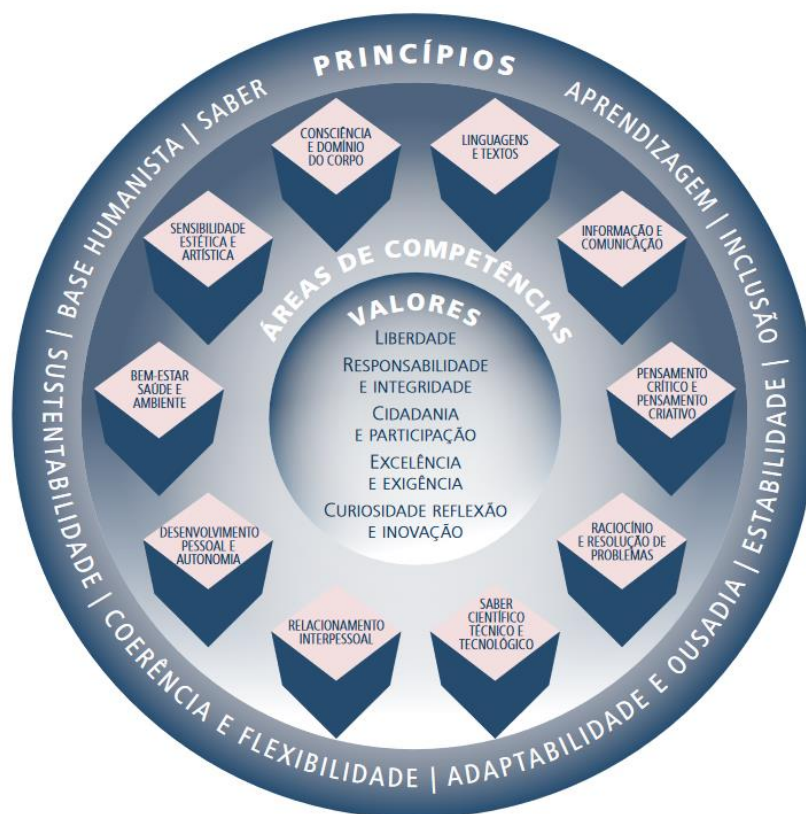 PRINCÍPIOS
BASE HUMANISTA | SABER
APRENDIZAGEM | INCLUSÃO | ESTABILIDADE |
ADAPTABILIDADE E OUSADIA |
COERÊNCIA E FLEXIBILIDADE |
SUSTENTABILIDADE |
ÁREAS DE COMPETÊNCIAS
LINGUAGENS
E TEXTOS
INFORMAÇÃO E
COMUNICAÇÃO
PENSAMENTO
CRÍTICO E
PENSAMENTO
CRIATIVO
RACIOCÍNIO
E RESOLUÇÃO DE
PROBLEMAS
SABER
CIENTÍFICO
TÉCNICO E
TECNOLÓGICO
RELACIONAMENTO
INTERPESSOAL
DESENVOLVIMENTO
PESSOAL E
AUTONOMIA
BEM-ESTAR
SAÚDE E
AMBIENTE
SENSIBILIDADE
ESTÉTICA E
ARTÍSTICA
CONSCIÊNCIA
E DOMÍNIO
DO CORPO
VALORES
LIBERDADE
RESPONSABILIDADE
E INTEGRIDADE
CIDADANIA
E PARTICIPAÇÃO
EXCELÊNCIA
E EXIGÊNCIA
CURIOSIDADE REFLEXÃO
E INOVAÇÃO